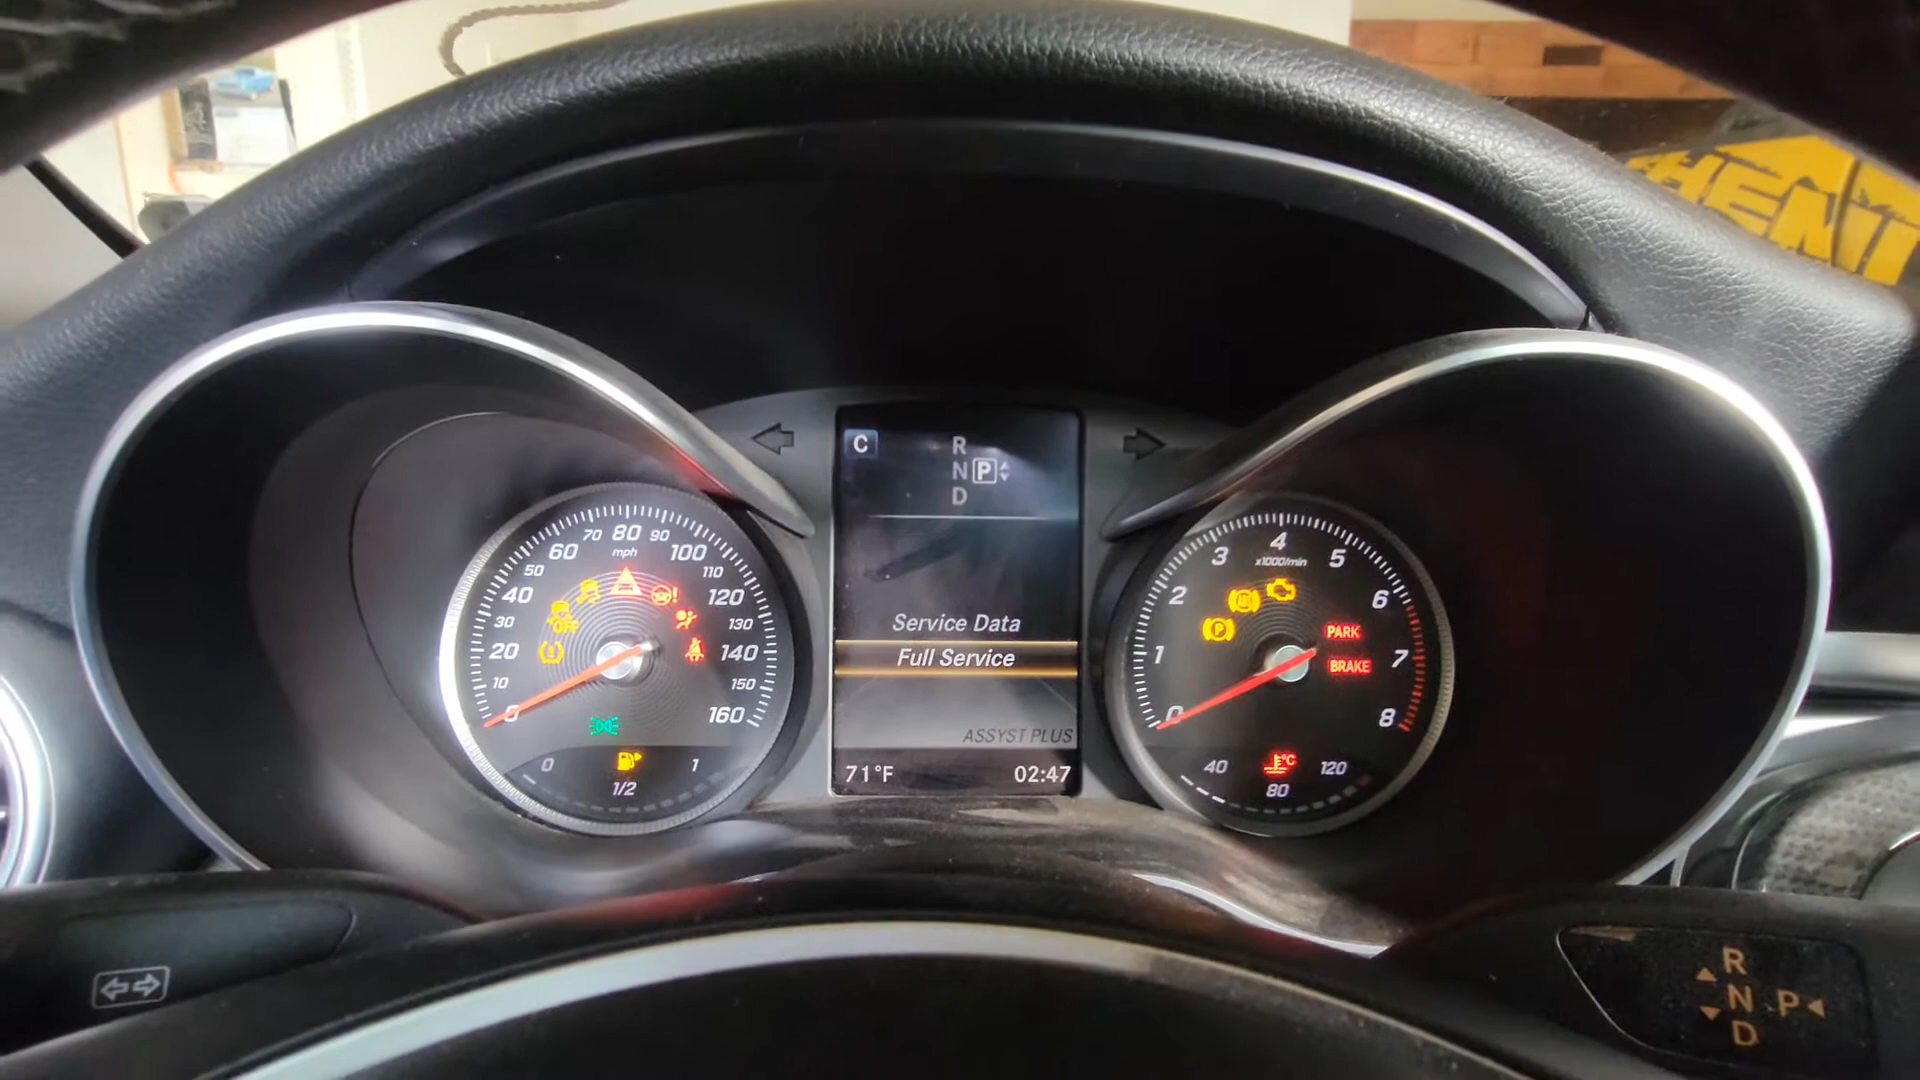 HEMI
C
R
N P
D
70 80 90
60 mph 100
50 110
40 120
OFF
30 130
20 140
10 150
0 160
0 1
1/2
Service Data
Full Service
ASSYST PLUS
71°F 02:47
4
3 5
x1000/min
2 6
P PARK
1 7
BRAKE
0 8
°C
40 120
80
R
N P
D